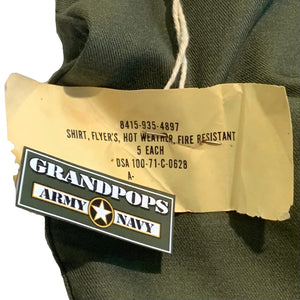 8415-935-4897
SHIRT, FLYER'S, HOT WEATHER, FIRE RESISTANT
5 EACH
DSA 100-71-C-0628
A-
GRANDPOPS
ARMY NAVY